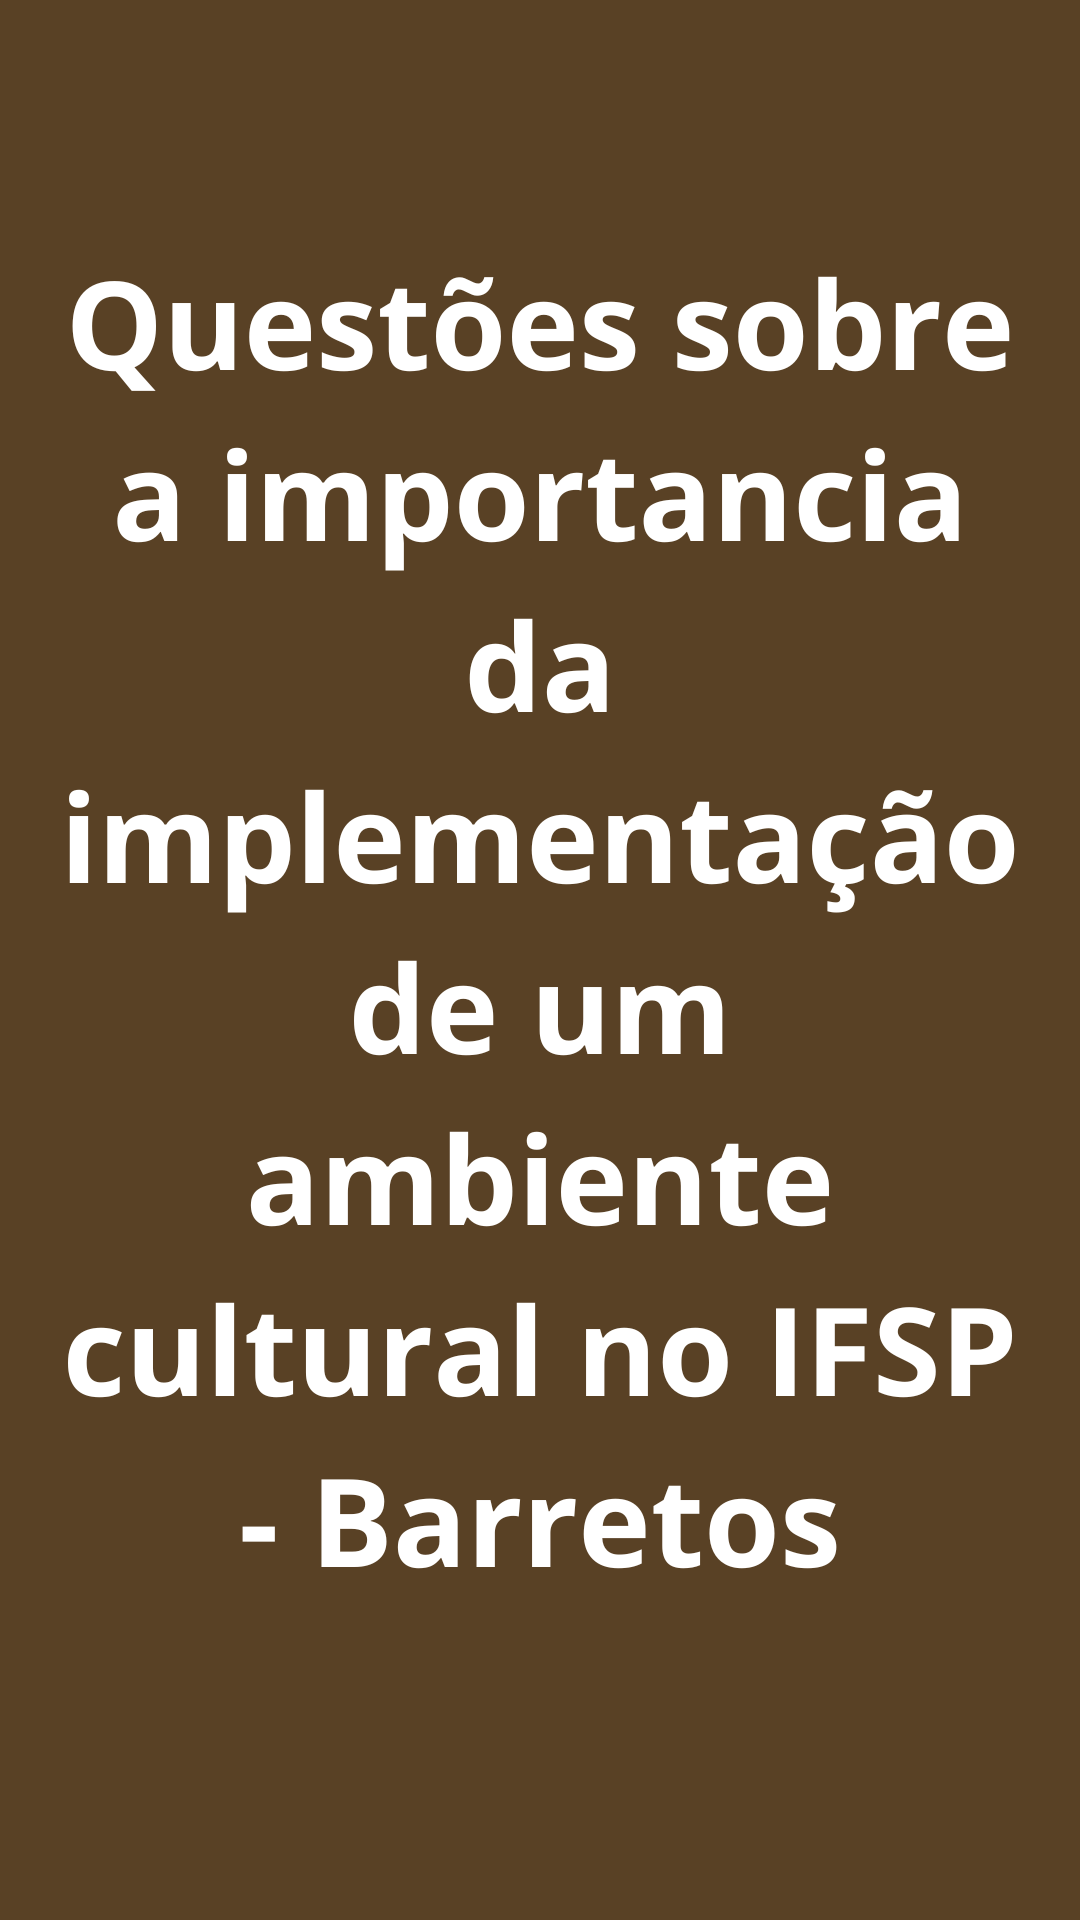 Questões sobre
a importancia
da
implementação
de um
ambiente
cultural no IFSP
- Barretos